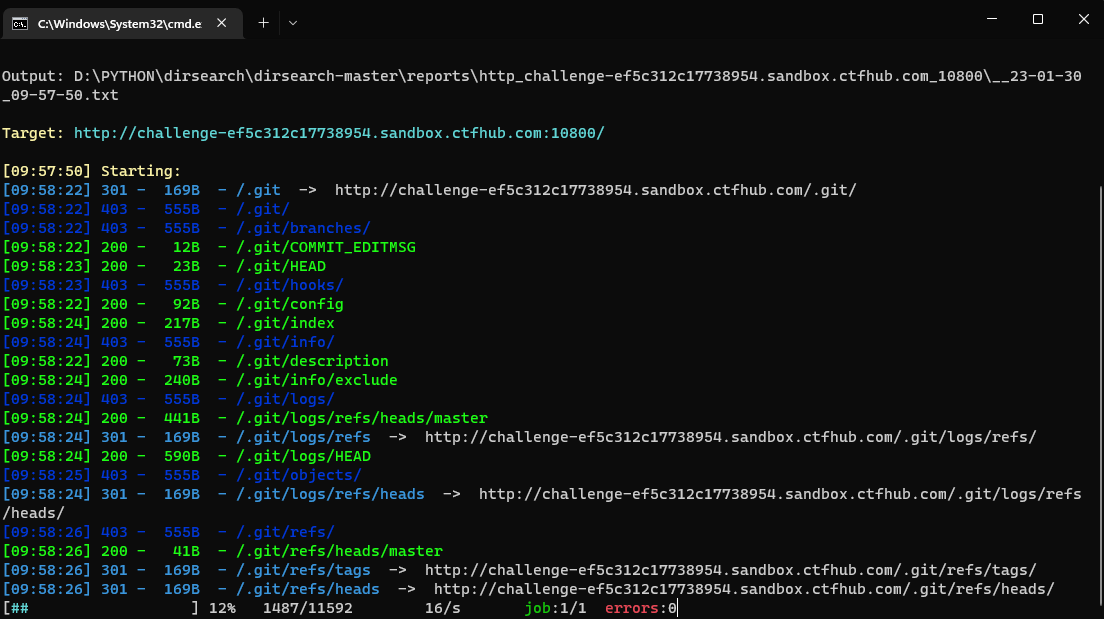 C:\Windows\System32\cmd.e
Output: D:\PYTHON\dirsearch\dirsearch-master\reports\http_challenge-ef5c312c17738954.sandbox.ctfhub.com_10800\__23-01-30
_09-57-50.txt
Target: http://challenge-ef5c312c17738954.sandbox.ctfhub.com:10800/
[09:57:50] Starting:
[09:58:22] 301 -  169B  - /.git  ->  http://challenge-ef5c312c17738954.sandbox.ctfhub.com/.git/
[09:58:22] 403 -  555B  - /.git/
[09:58:22] 403 -  555B  - /.git/branches/
[09:58:22] 200 -   12B  - /.git/COMMIT_EDITMSG
[09:58:23] 200 -   23B  - /.git/HEAD
[09:58:23] 403 -  555B  - /.git/hooks/
[09:58:22] 200 -   92B  - /.git/config
[09:58:24] 200 -  217B  - /.git/index
[09:58:24] 403 -  555B  - /.git/info/
[09:58:22] 200 -   73B  - /.git/description
[09:58:24] 200 -  240B  - /.git/info/exclude
[09:58:24] 403 -  555B  - /.git/logs/
[09:58:24] 200 -  441B  - /.git/logs/refs/heads/master
[09:58:24] 301 -  169B  - /.git/logs/refs  ->  http://challenge-ef5c312c17738954.sandbox.ctfhub.com/.git/logs/refs/
[09:58:24] 200 -  590B  - /.git/logs/HEAD
[09:58:25] 403 -  555B  - /.git/objects/
[09:58:24] 301 -  169B  - /.git/logs/refs/heads  ->  http://challenge-ef5c312c17738954.sandbox.ctfhub.com/.git/logs/refs
/heads/
[09:58:26] 403 -  555B  - /.git/refs/
[09:58:26] 200 -   41B  - /.git/refs/heads/master
[09:58:26] 301 -  169B  - /.git/refs/tags  ->  http://challenge-ef5c312c17738954.sandbox.ctfhub.com/.git/refs/tags/
[09:58:26] 301 -  169B  - /.git/refs/heads  ->  http://challenge-ef5c312c17738954.sandbox.ctfhub.com/.git/refs/heads/
[##                  ] 12%   1487/11592        16/s       job:1/1  errors:0